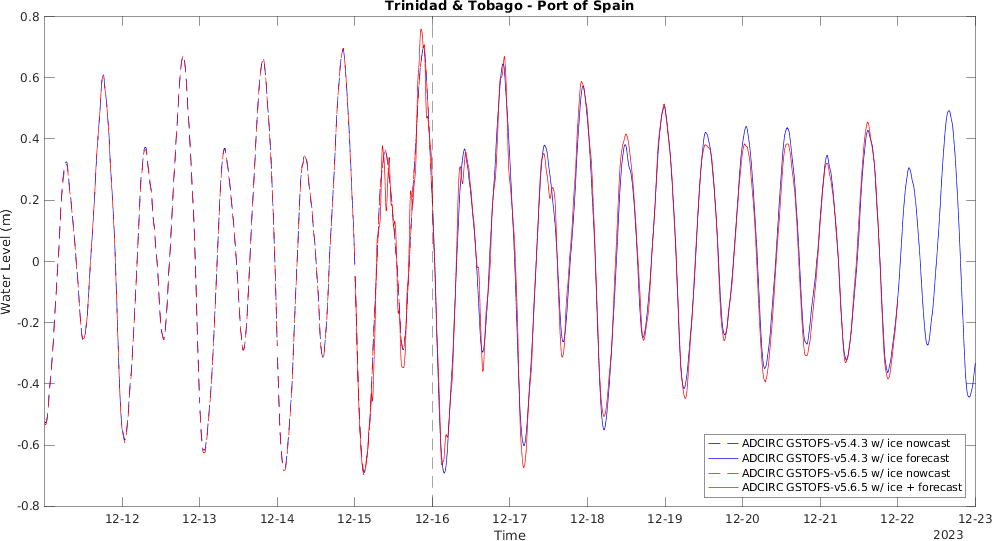 Trinidad & Tobago - Port of Spain
0.8
0.6
0.4
0.2
0
-0.2
-0.4
-0.6
-0.8
Water Level (m)
ADCIRC GSTOFS-v5.4.3 w/ ice nowcast
ADCIRC GSTOFS-v5.4.3 w/ ice forecast
ADCIRC GSTOFS-v5.6.5 w/ ice nowcast
ADCIRC GSTOFS-v5.6.5 w/ ice + forecast
12-12 12-13 12-14 12-15 12-16 12-17 12-18 12-19 12-20 12-21 12-22 12-23
Time
2023